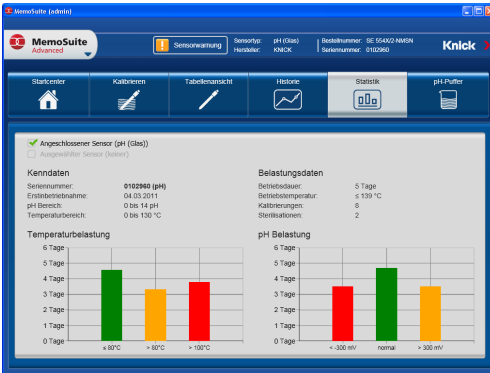 MemoSuite (admin)
MemoSuite
Advanced
Sensorwarnung
Sensortyp: pH (Glas)
Hersteller: KNICK
Bestellnummer: SE 554X/2-NMSN
Seriennummer: 0102960
Knick
Startcenter Kalibrieren Tabellenansicht Historie Statistik pH-Puffer
Angeschlossener Sensor (pH (Glas))
Ausgewählter Sensor (keiner)
Kenndaten
Seriennummer: 0102960 (pH)
Erstinbetriebnahme: 04.03.2011
pH Bereich: 0 bis 14 pH
Temperaturbereich: 0 bis 130 °C
Belastungsdaten
Betriebsdauer: 5 Tage
Betriebstemperatur: ≤ 139 °C
Kalibrierungen: 8
Sterilisationen: 2
Temperaturbelastung
6 Tage
5 Tage
4 Tage
3 Tage
2 Tage
1 Tage
0 Tage
≤ 80°C > 80°C > 100°C
pH Belastung
6 Tage
5 Tage
4 Tage
3 Tage
2 Tage
1 Tage
0 Tage
< -300 mV normal > 300 mV